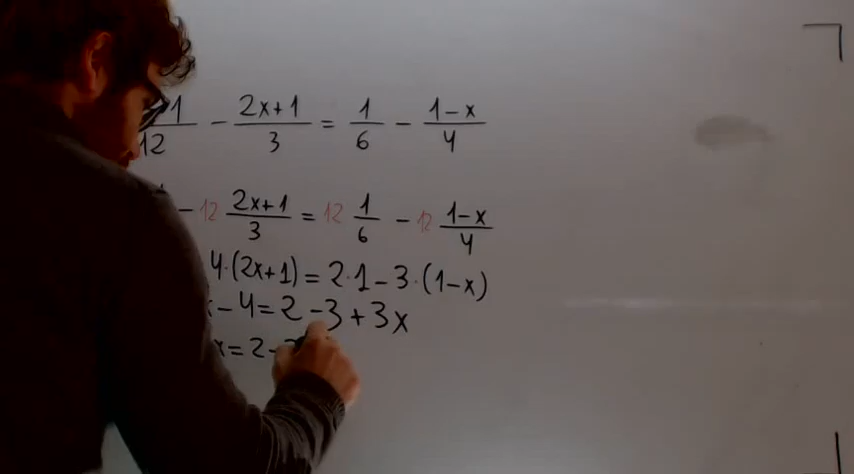 1/12 - (2x+1)/3 = 1/6 - (1-x)/4
- 12 (2x+1)/3 = 12 1/6 - 12 (1-x)/4
4·(2x+1) = 2·1 - 3·(1-x)
- 4 = 2 - 3 + 3x
x = 2 -